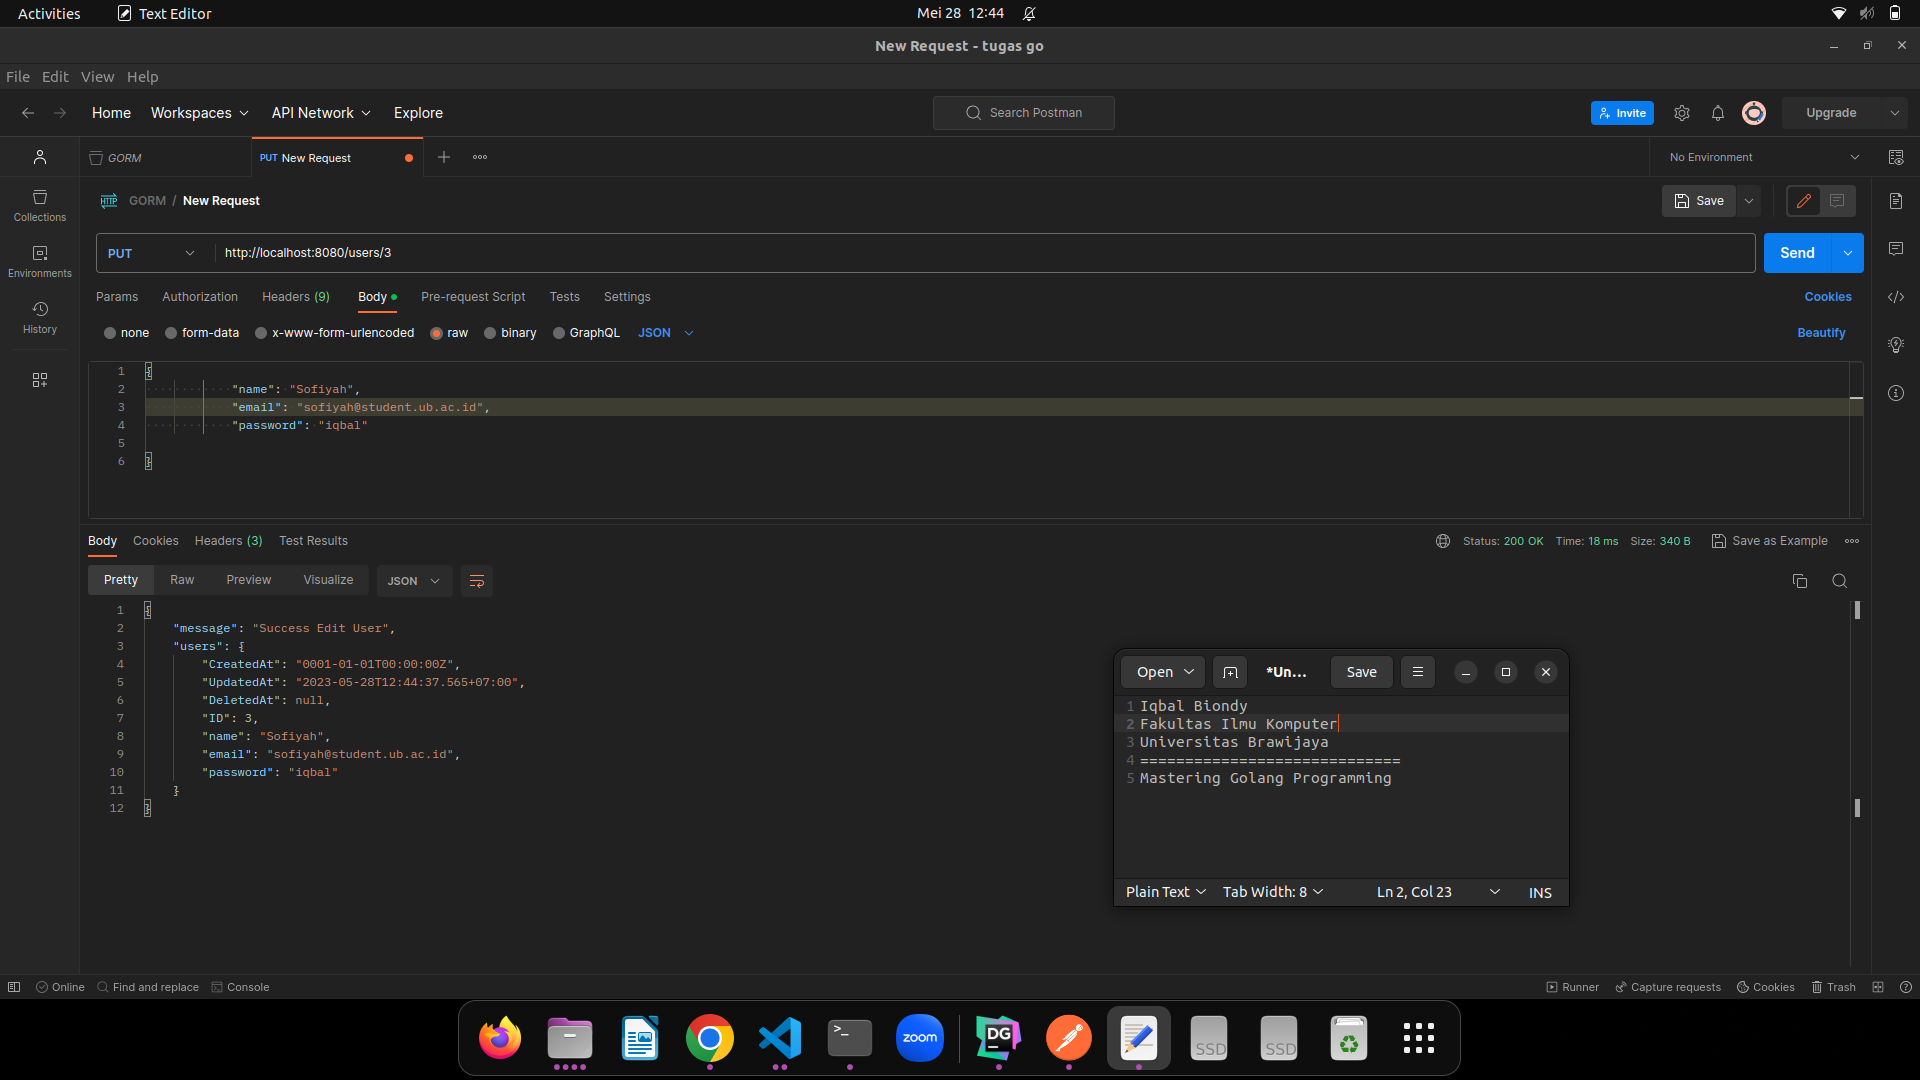 Activities Text Editor Mei 28 12:44
New Request - tugas go
File Edit View Help
Home Workspaces API Network Explore Search Postman Invite Upgrade
GORM PUT New Request No Environment
HTTP GORM / New Request Save
Collections
PUT http://localhost:8080/users/3 Send
Environments
Params Authorization Headers (9) Body Pre-request Script Tests Settings Cookies
History
none form-data x-www-form-urlencoded raw binary GraphQL JSON Beautify
1 {
2 "name": "Sofiyah",
3 "email": "sofiyah@student.ub.ac.id",
4 "password": "iqbal"
5
6 }
Body Cookies Headers (3) Test Results Status: 200 OK Time: 18 ms Size: 340 B Save as Example
Pretty Raw Preview Visualize JSON
1 {
2 "message": "Success Edit User",
3 "users": {
4 "CreatedAt": "0001-01-01T00:00:00Z",
5 "UpdatedAt": "2023-05-28T12:44:37.565+07:00",
6 "DeletedAt": null,
7 "ID": 3,
8 "name": "Sofiyah",
9 "email": "sofiyah@student.ub.ac.id",
10 "password": "iqbal"
11 }
12 }
Open *Un... Save
1 Iqbal Biondy
2 Fakultas Ilmu Komputer
3 Universitas Brawijaya
4 =============================
5 Mastering Golang Programming
Plain Text Tab Width: 8 Ln 2, Col 23 INS
Online Find and replace Console Runner Capture requests Cookies Trash
>_ zoom DG SSD SSD